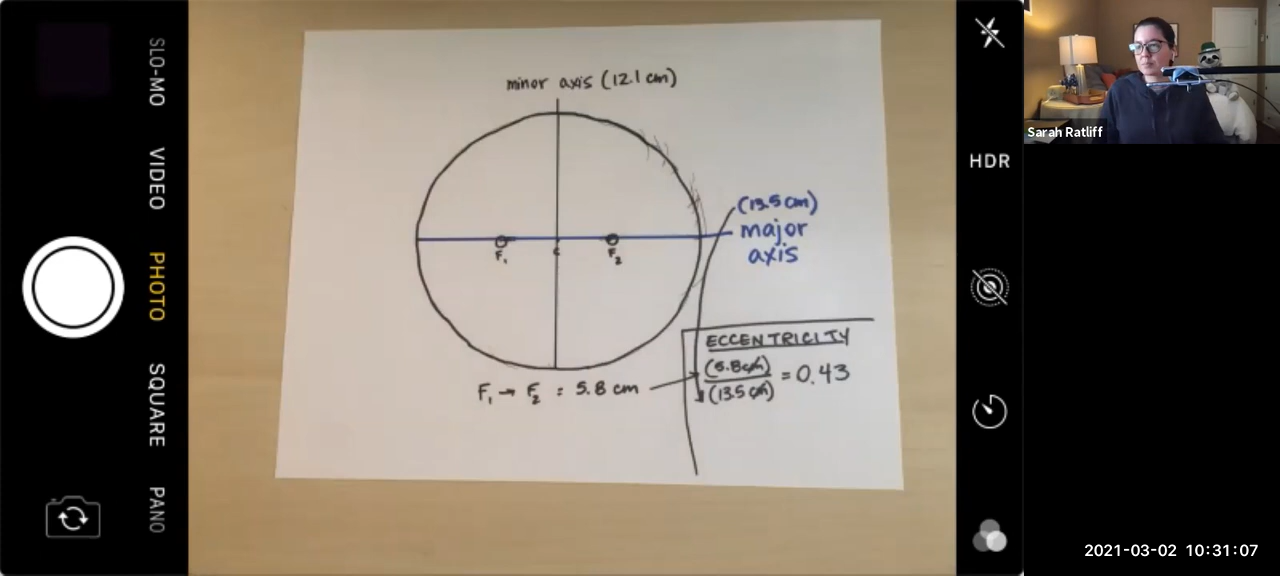 SLO-MO
VIDEO
PHOTO
SQUARE
PANO
minor axis (12.1 cm)
(13.5 cm)
major
axis
F₁
c
F₂
F₁ → F₂ = 5.8 cm
ECCENTRICITY
(5.8cm)
(13.5 cm)
= 0.43
HDR
Sarah Ratliff
2021-03-02 10:31:07